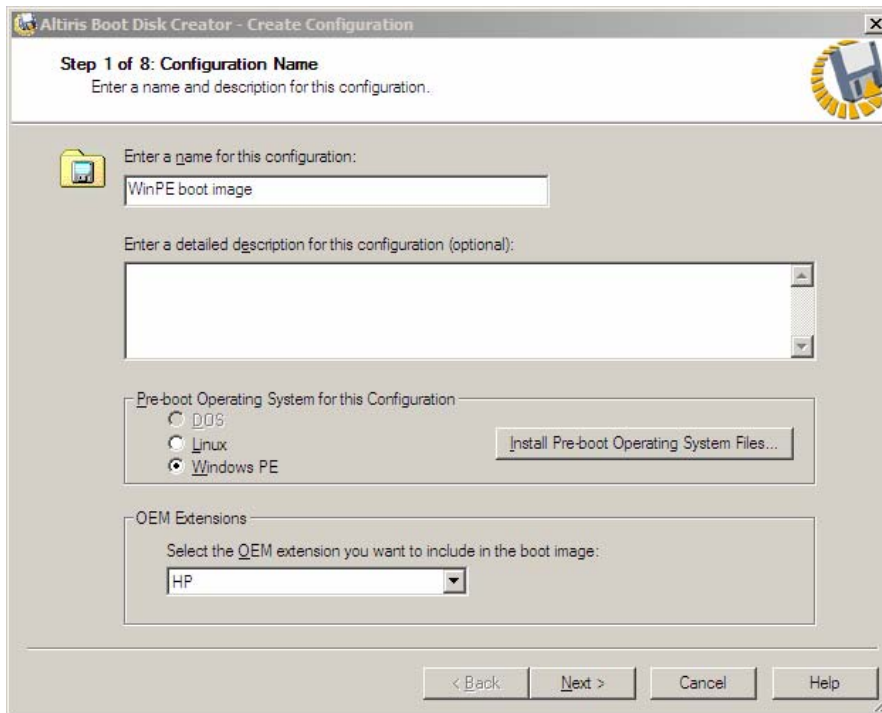 Altiris Boot Disk Creator - Create Configuration
Step 1 of 8: Configuration Name
Enter a name and description for this configuration.
Enter a name for this configuration:
WinPE boot image
Enter a detailed description for this configuration (optional):
Pre-boot Operating System for this Configuration
DOS
Linux
Windows PE
Install Pre-boot Operating System Files...
OEM Extensions
Select the OEM extension you want to include in the boot image:
HP
< Back Next > Cancel Help